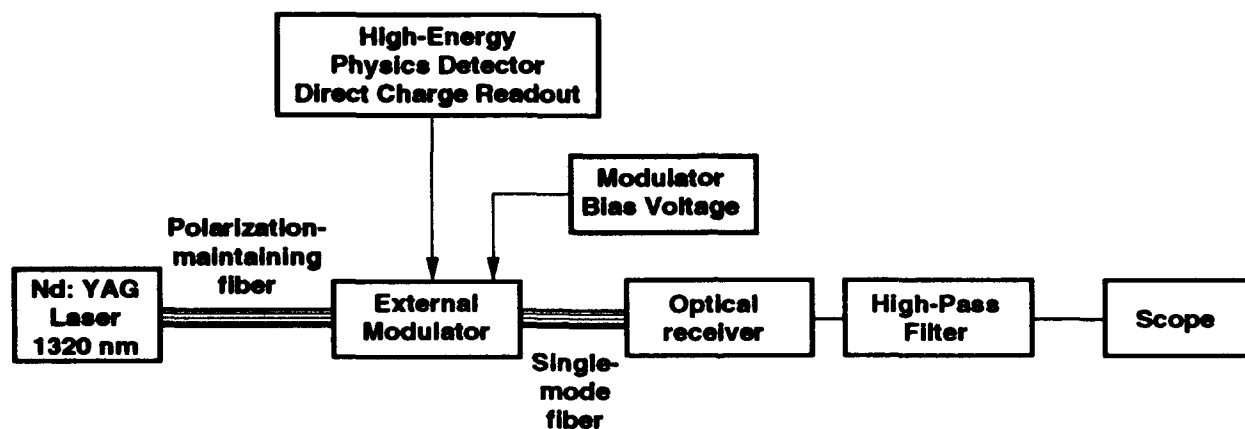 High-Energy
Physics Detector
Direct Charge Readout
Modulator
Bias Voltage
Polarization-
maintaining
fiber
Nd: YAG
Laser
1320 nm
External
Modulator
Optical
receiver
High-Pass
Filter
Scope
Single-
mode
fiber